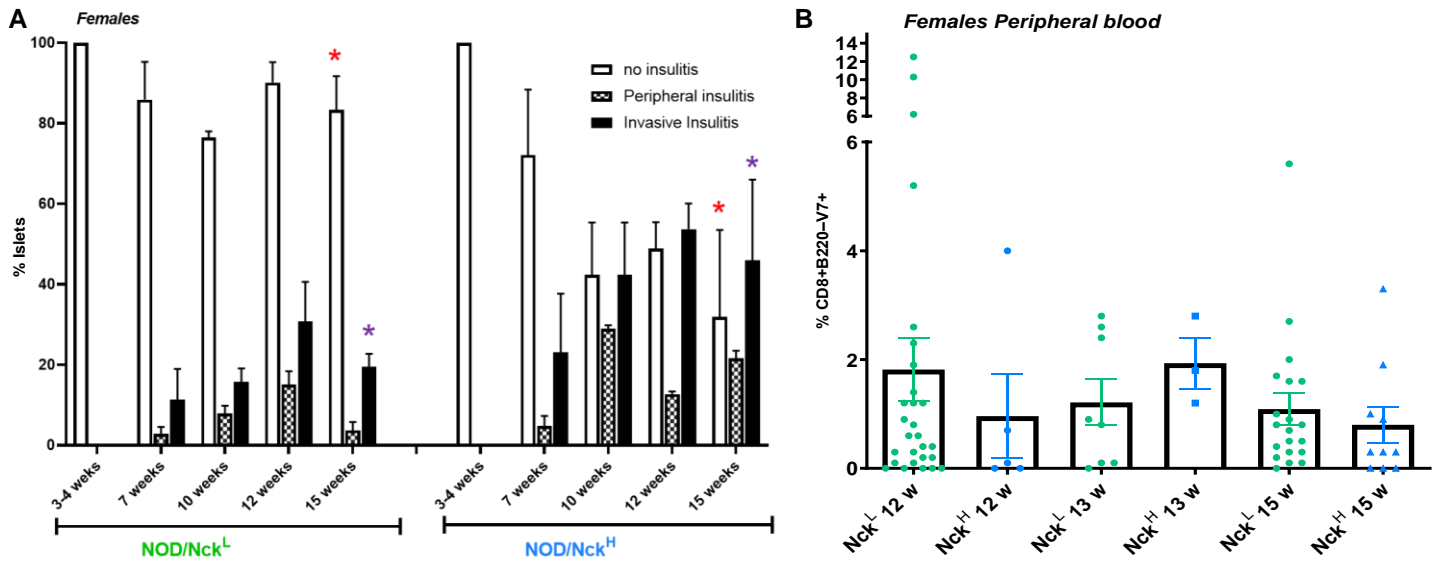 A
Females
100
80
60
40
20
0
% Islets
no insulitis
Peripheral insulitis
Invasive Insulitis
*
*
*
*
3-4 weks
7 weeks
10 weeks
12 weeks
15 weeks
3-4 weks
7 weeks
10 weeks
12 weeks
15 weeks
NOD/Nck^L
NOD/Nck^H
B
Females Peripheral blood
14
12
10
8
6
6
4
2
0
% CD8+B220–V7+
Nck^L 12 w
Nck^H 12 w
Nck^L 13 w
Nck^H 13 w
Nck^L 15 w
Nck^H 15 w